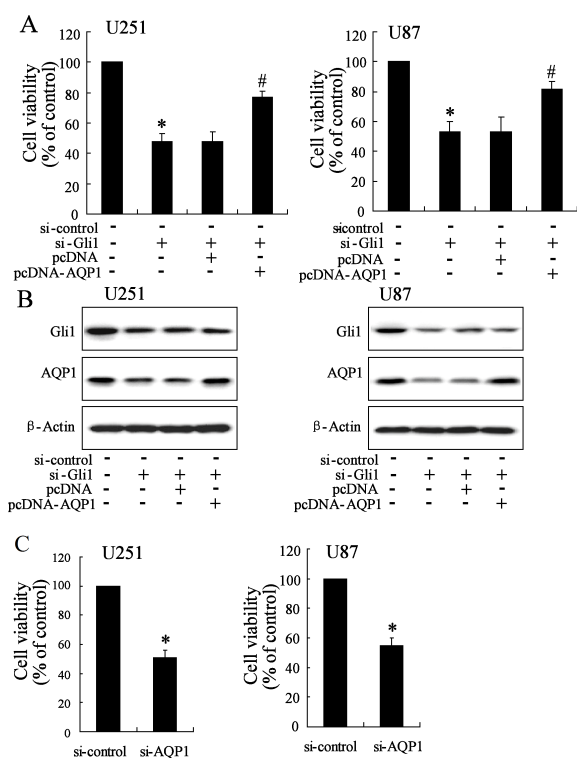 A
U251
U87
Cell viability
(% of control)
120
100
80
60
40
20
0
*
#
Cell viability
(% of control)
120
100
80
60
40
20
0
*
#
si-control - - - -
si-Gli1 - + + +
pcDNA - - + -
pcDNA-AQP1 - - - +
si-control - - - -
si-Gli1 - + + +
pcDNA - - + -
pcDNA-AQP1 - - - +
B
U251
U87
Gli1
AQP1
β-Actin
Gli1
AQP1
β-Actin
si-control - - - -
si-Gli1 - + + +
pcDNA - - + -
pcDNA-AQP1 - - - +
si-control - - - -
si-Gli1 - + + +
pcDNA - - + -
pcDNA-AQP1 - - - +
C
U251
U87
Cell viability
(% of control)
120
100
80
60
40
20
0
*
si-control si-AQP1
Cell viability
(% of control)
120
100
80
60
40
20
0
*
si-control si-AQP1